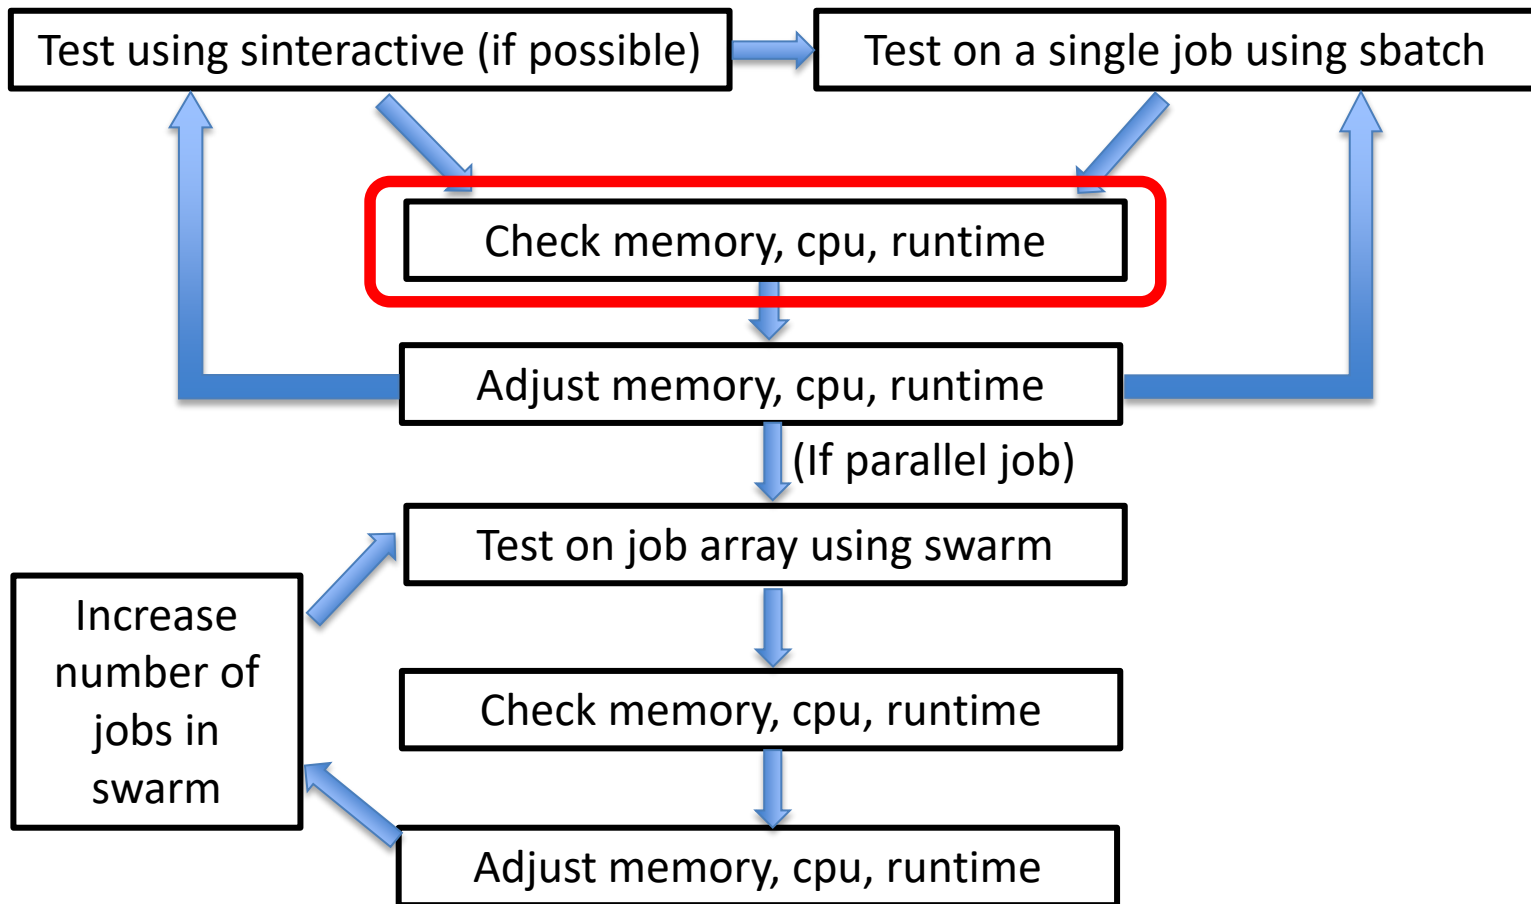 Test using sinteractive (if possible)
Test on a single job using sbatch
Check memory, cpu, runtime
Adjust memory, cpu, runtime
(If parallel job)
Test on job array using swarm
Increase
number of
jobs in
swarm
Check memory, cpu, runtime
Adjust memory, cpu, runtime